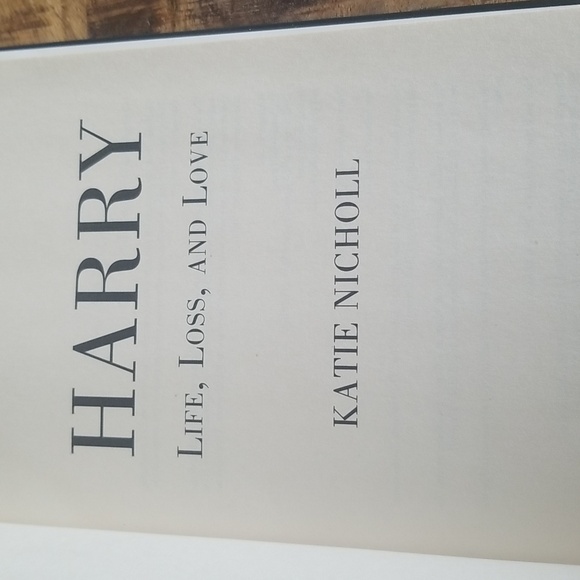 HARRY
LIFE, LOSS, AND LOVE
KATIE NICHOLL